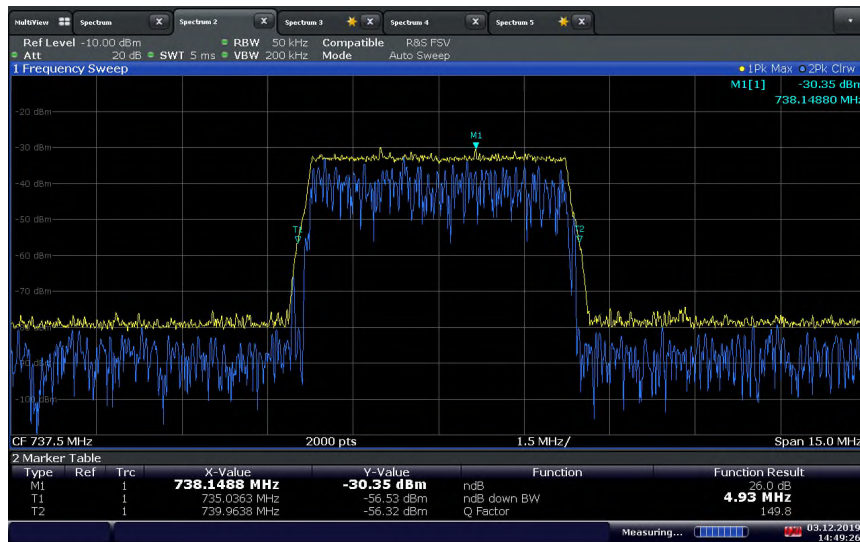 MultiView Spectrum X Spectrum 2 X Spectrum 3 X Spectrum 4 X Spectrum 5 X
Ref Level -10.00 dBm RBW 50 kHz Compatible R&S FSV
Att 20 dB SWT 5 ms VBW 200 kHz Mode Auto Sweep
1 Frequency Sweep 1Pk Max 2Pk Clrw
M1[1] -30.35 dBm
738.14880 MHz
-20 dBm
M1
-30 dBm
-40 dBm
-50 dBm
T1 T2
-60 dBm
-70 dBm
-90 dBm
-100 dBm
CF 737.5 MHz 2000 pts 1.5 MHz/ Span 15.0 MHz
2 Marker Table
Type Ref Trc X-Value Y-Value Function Function Result
M1 1 738.1488 MHz -30.35 dBm ndB 26.0 dB
T1 1 735.0363 MHz -56.53 dBm ndB down BW 4.93 MHz
T2 1 739.9638 MHz -56.32 dBm Q Factor 149.8
Measuring... 03.12.2019
14:49:26